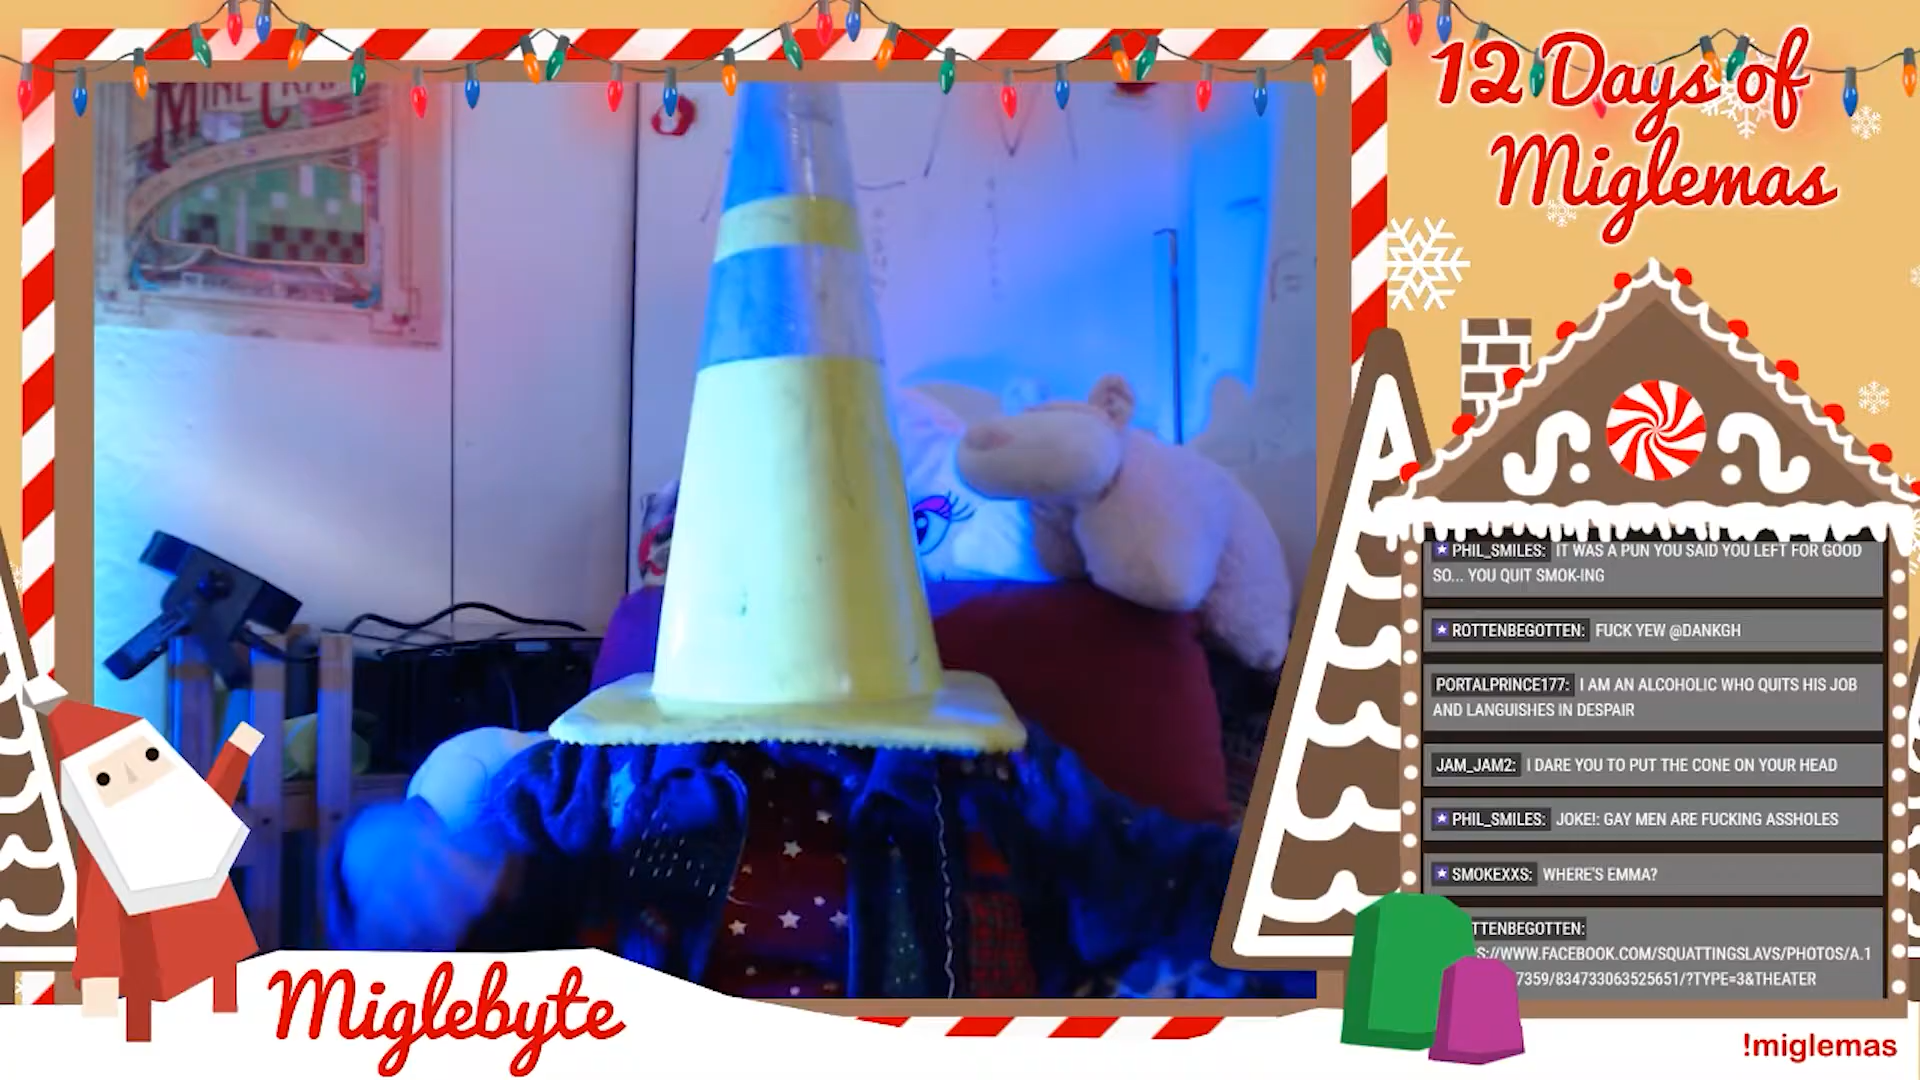 MINECRAFT
12 Days of
Miglemas
PHIL_SMILES: IT WAS A PUN YOU SAID YOU LEFT FOR GOOD
SO... YOU QUIT SMOK-ING
ROTTENBEGOTTEN: FUCK YEW @DANKGH
PORTALPRINCE177: I AM AN ALCOHOLIC WHO QUITS HIS JOB
AND LANGUISHES IN DESPAIR
JAM_JAM2: I DARE YOU TO PUT THE CONE ON YOUR HEAD
PHIL_SMILES: JOKE!: GAY MEN ARE FUCKING ASSHOLES
SMOKEXXS: WHERE'S EMMA?
TTENBEGOTTEN:
S://WWW.FACEBOOK.COM/SQUATTINGSLAVS/PHOTOS/A.1
7359/834733063525651/?TYPE=3&THEATER
Miglebyte
!miglemas